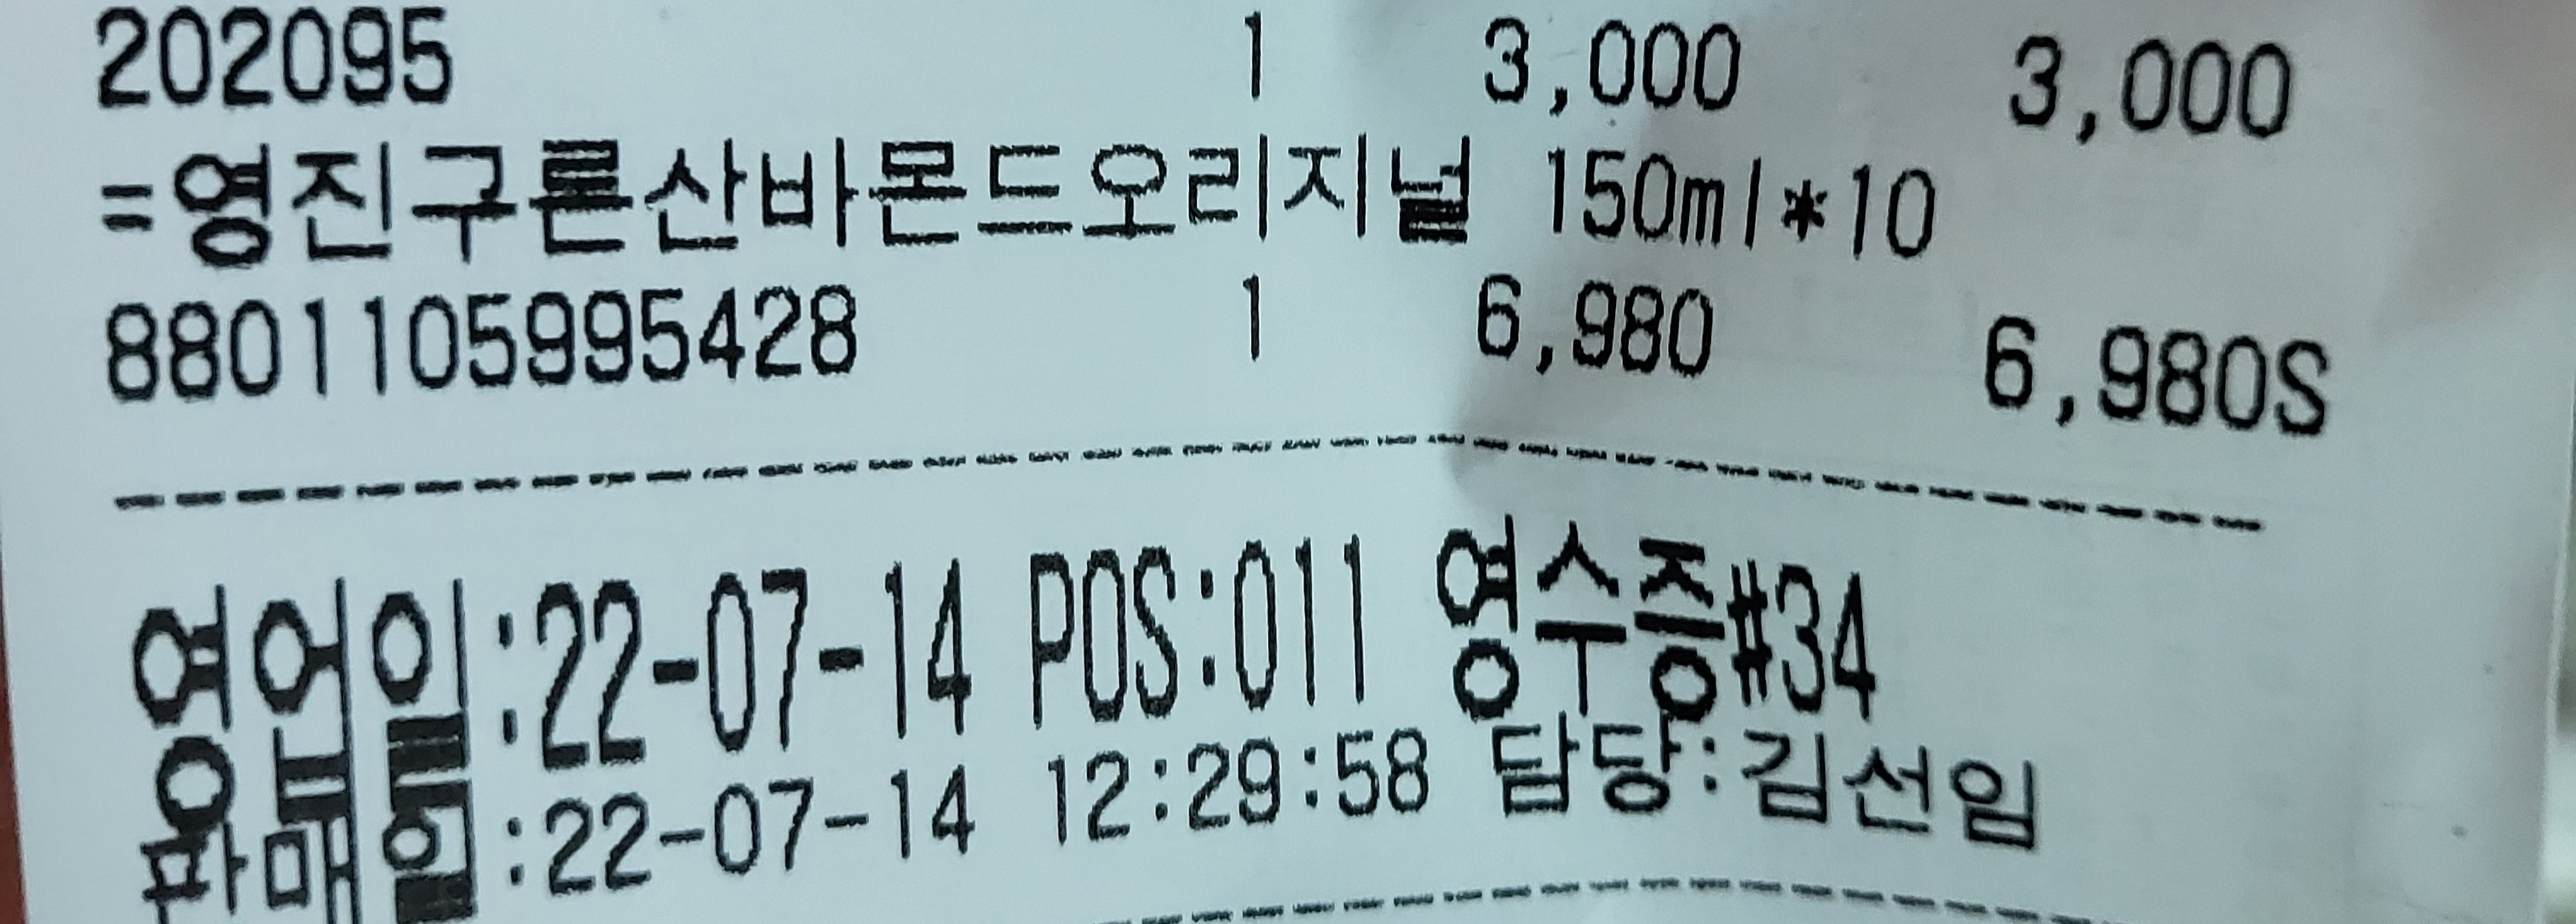 202095 1 3,000 3,000
=영진구론산바몬드오리지널 150ml*10
8801105995428 1 6,980 6,980S
영업일:22-07-14 POS:011 영수증#34
판매일:22-07-14 12:29:58 담당:김선임